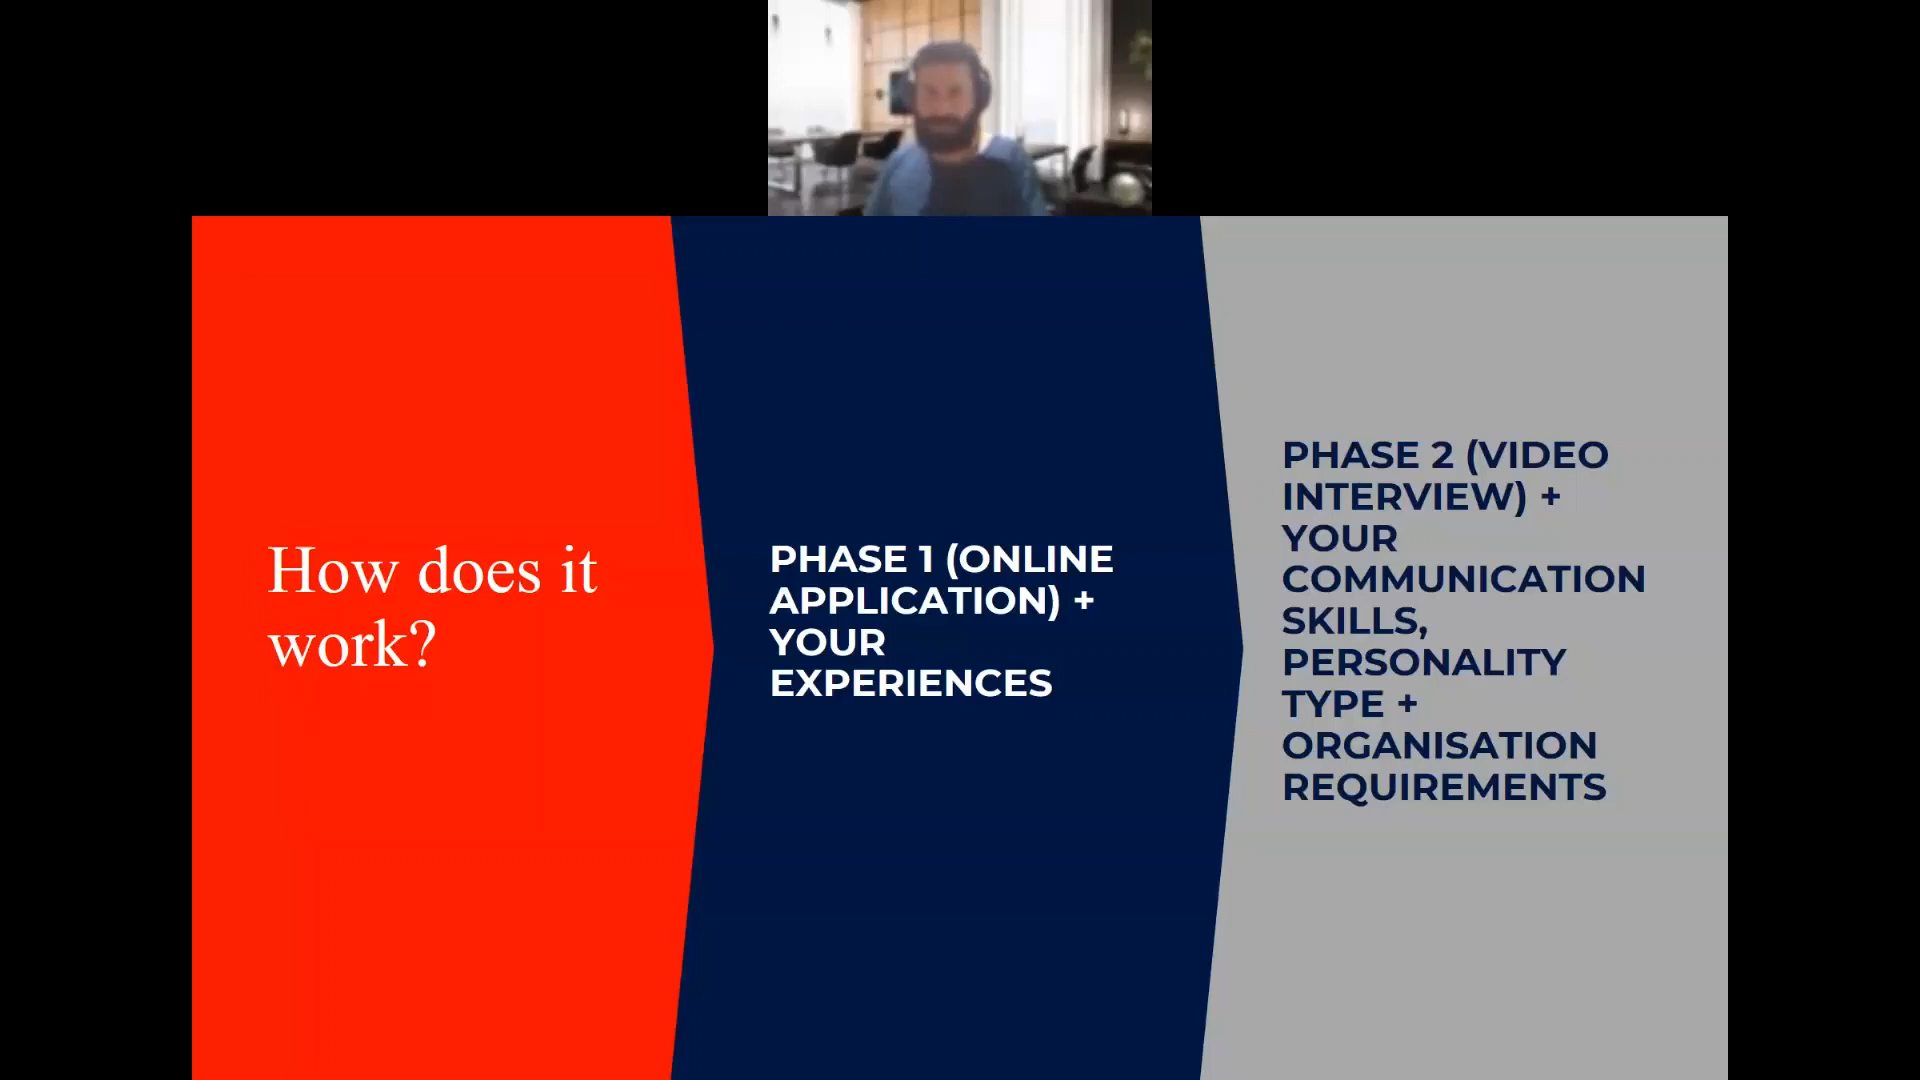 How does it
work?
PHASE 1 (ONLINE
APPLICATION) +
YOUR
EXPERIENCES
PHASE 2 (VIDEO
INTERVIEW) +
YOUR
COMMUNICATION
SKILLS,
PERSONALITY
TYPE +
ORGANISATION
REQUIREMENTS